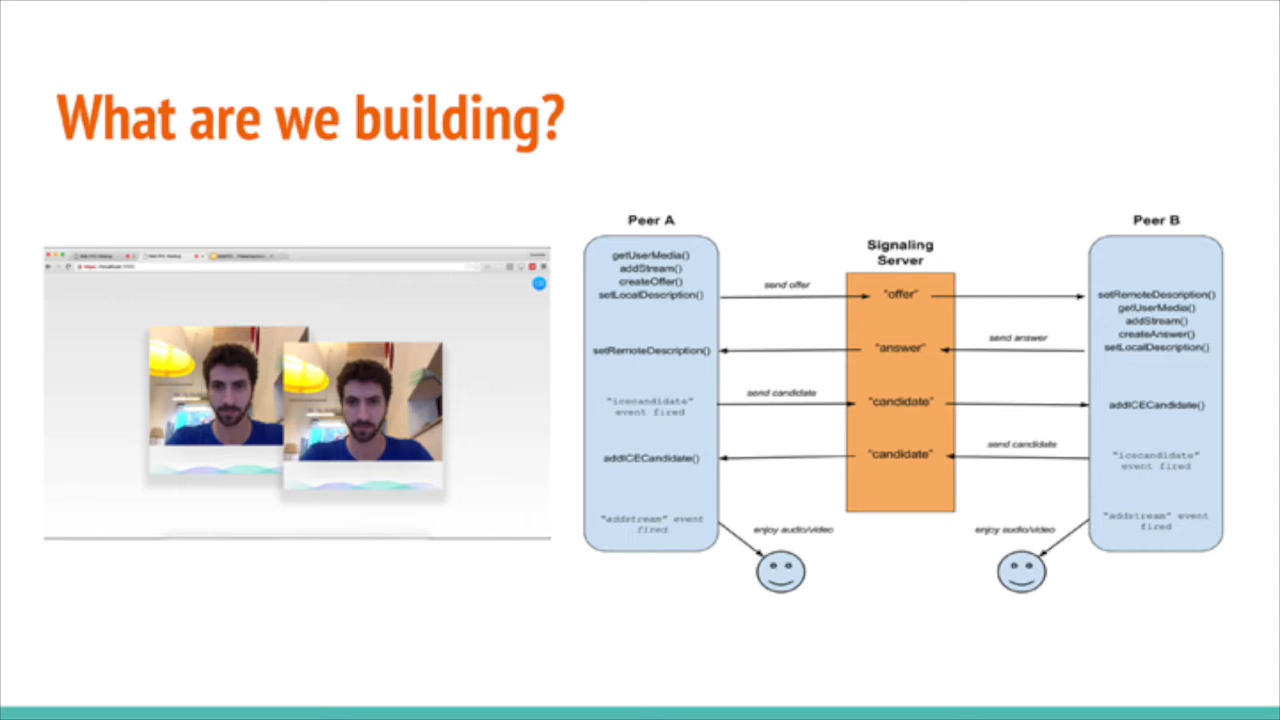 What are we building?
Peer A
getUserMedia()
addStream()
createOffer()
setLocalDescription()
setRemoteDescription()
"icecandidate"
event fired
addICECandidate()
"addstream" event
fired
send offer
send candidate
enjoy audio/video
Signaling
Server
"offer"
"answer"
"candidate"
"candidate"
send answer
send candidate
enjoy audio/video
Peer B
setRemoteDescription()
getUserMedia()
addStream()
createAnswer()
setLocalDescription()
addICECandidate()
"icecandidate"
event fired
"addstream" event
fired